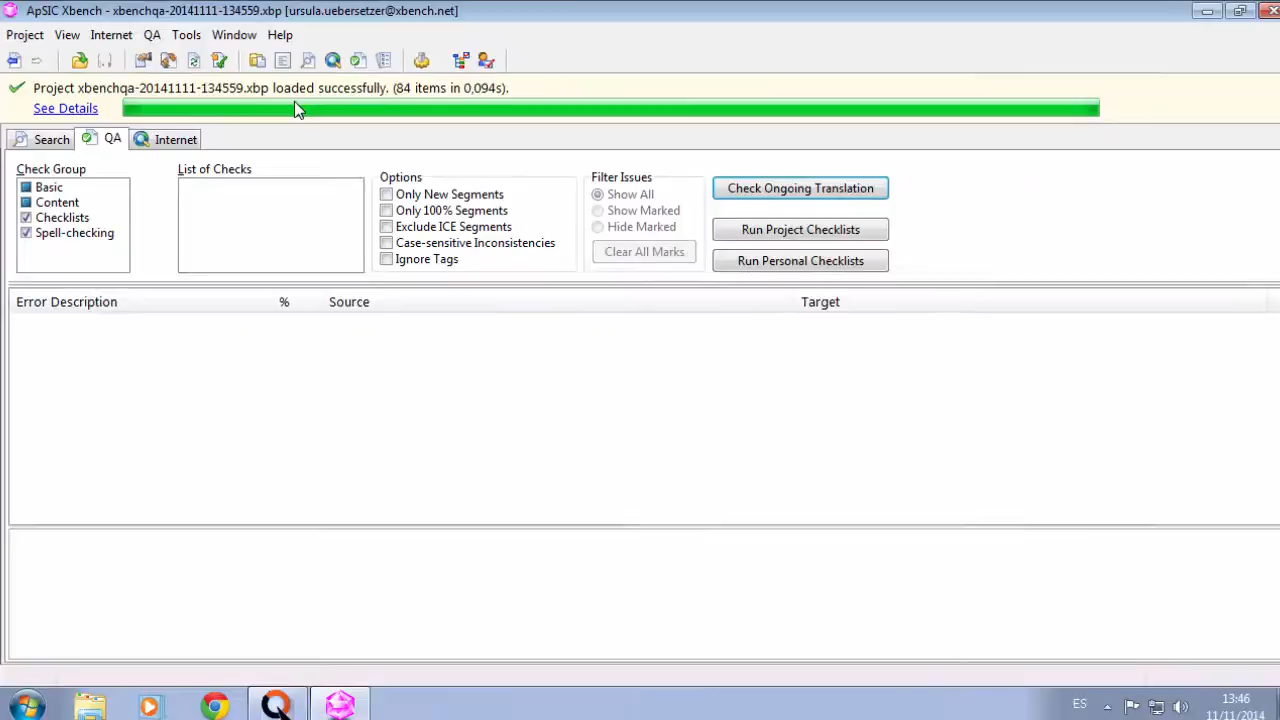 ApSIC Xbench - xbenchqa-20141111-134559.xbp [ursula.uebersetzer@xbench.net]
Project View Internet QA Tools Window Help
Project xbenchqa-20141111-134559.xbp loaded successfully. (84 items in 0,094s).
See Details
Search QA Internet
Check Group
Basic
Content
Checklists
Spell-checking
List of Checks
Options
Only New Segments
Only 100% Segments
Exclude ICE Segments
Case-sensitive Inconsistencies
Ignore Tags
Filter Issues
Show All
Show Marked
Hide Marked
Clear All Marks
Check Ongoing Translation
Run Project Checklists
Run Personal Checklists
Error Description % Source Target
ES
13:46
11/11/2014